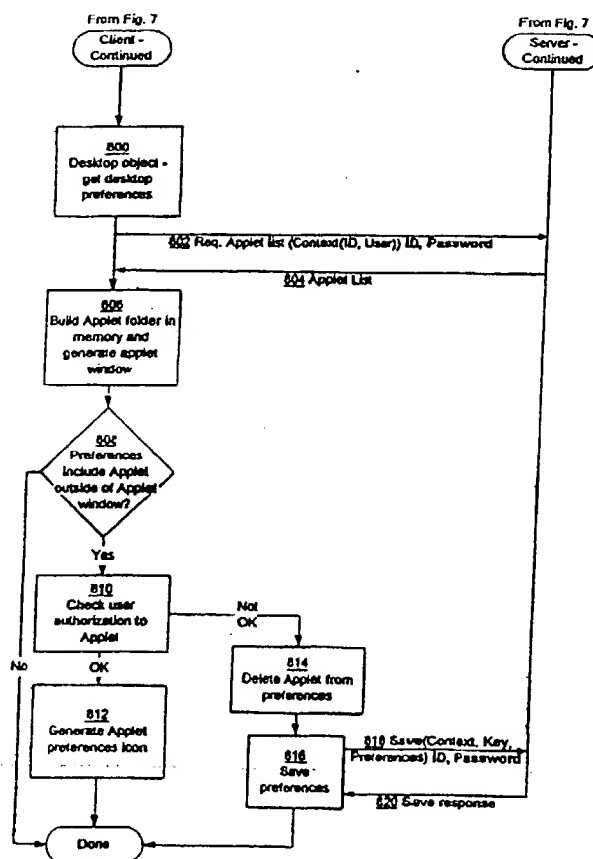 From Fig. 7
Client -
Continued
From Fig. 7
Server -
Continued
800
Desktop object -
get desktop
preferences
802 Req. Applet list (Context(ID, User)) ID, Password
804 Applet List
806
Build Applet folder in
memory and
generate applet
window
Preferences
include Applet
outside of Applet
window?
Yes
810
Check user
authorization to
Applet
Not
OK
No
OK
814
Delete Applet from
preferences
812
Generate Applet
preferences icon
816
Save
preferences
818 Save(Context, Key,
Preferences) ID, Password
820 Save response
Done